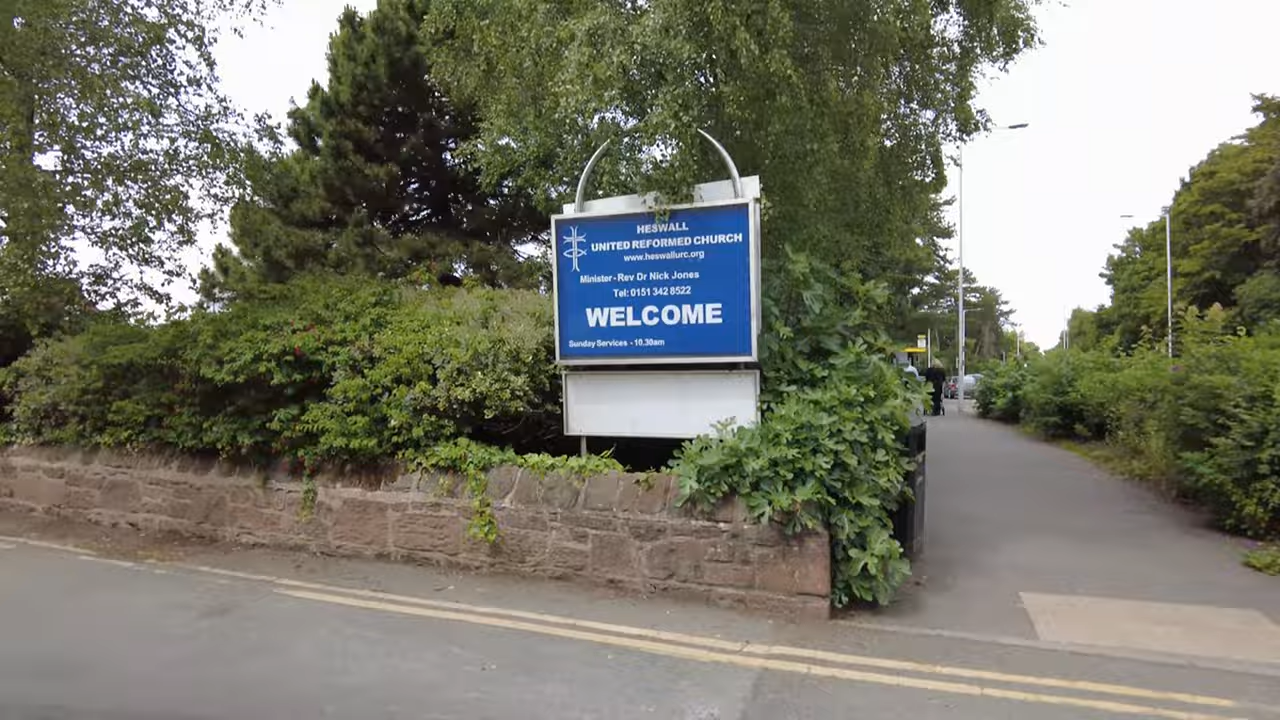 HESWALL
UNITED REFORMED CHURCH
www.heswallurc.org
Minister - Rev Dr Nick Jones
Tel: 0151 342 8522
WELCOME
Sunday Services - 10.30am